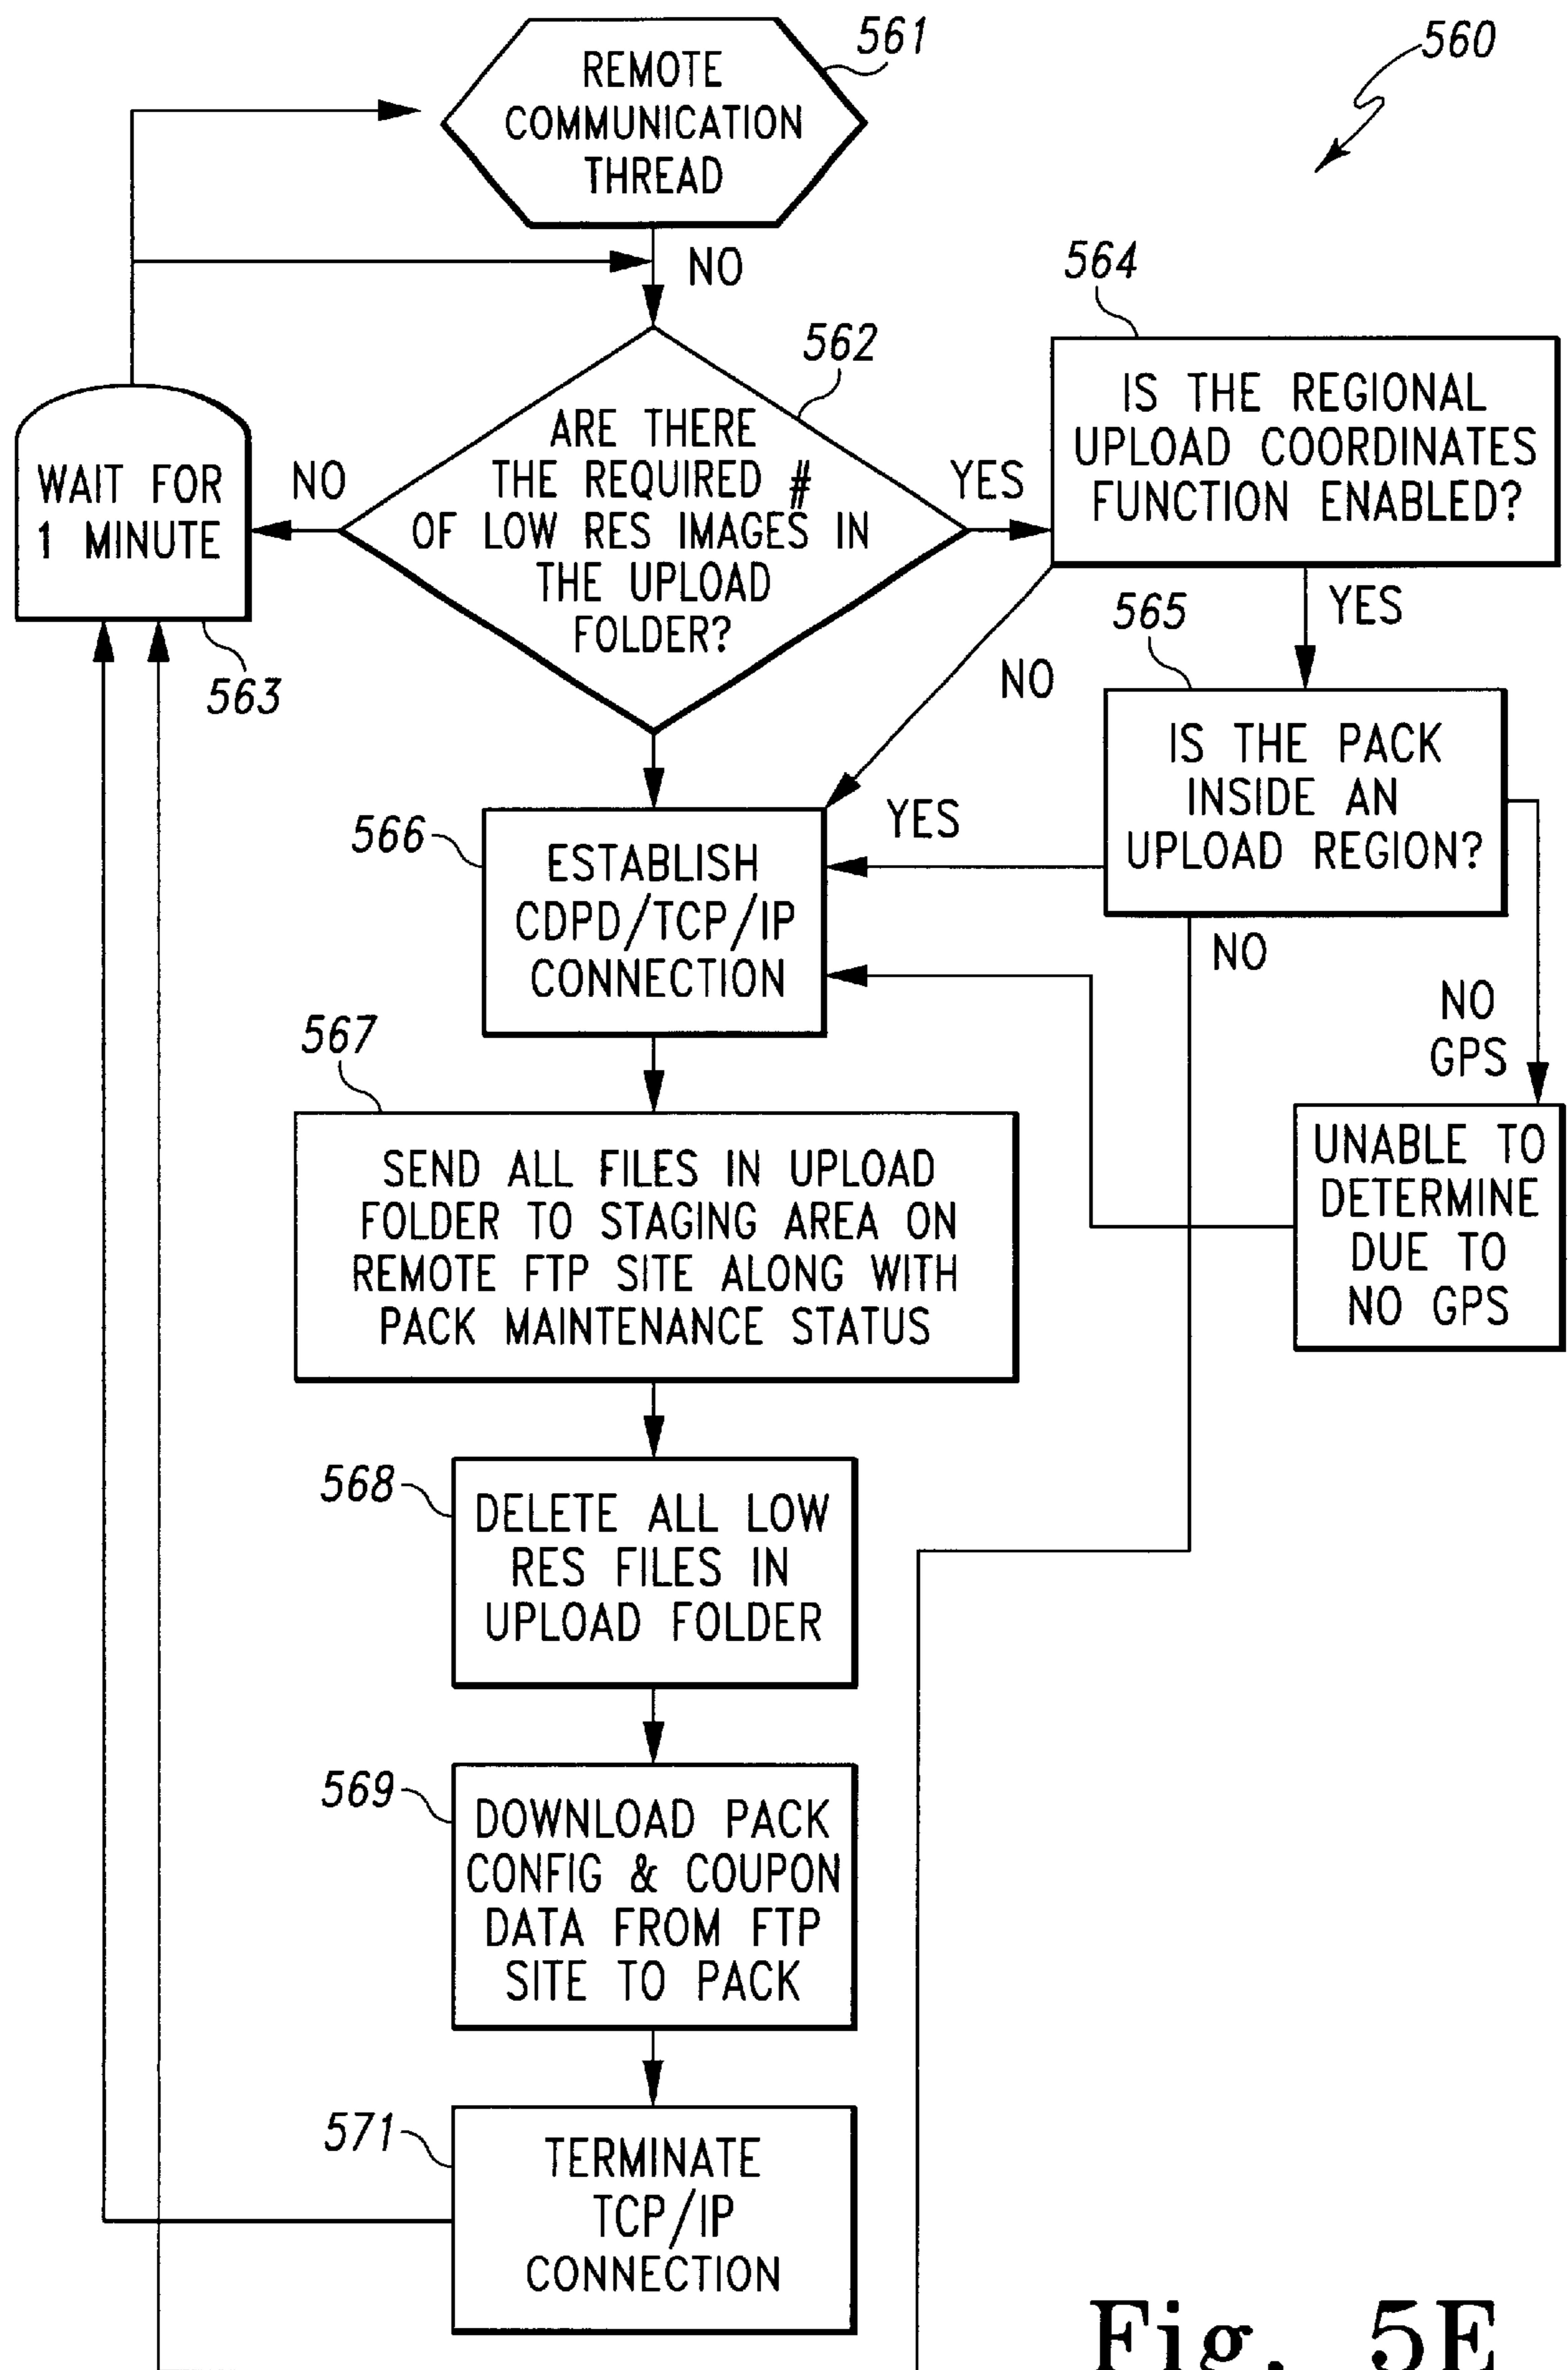 561
560
REMOTE
COMMUNICATION
THREAD
NO
564
562
IS THE REGIONAL
UPLOAD COORDINATES
FUNCTION ENABLED?
ARE THERE
THE REQUIRED #
OF LOW RES IMAGES IN
THE UPLOAD
FOLDER?
NO
YES
WAIT FOR
1 MINUTE
563
YES
565
NO
IS THE PACK
INSIDE AN
UPLOAD REGION?
YES
566
ESTABLISH
CDPD/TCP/IP
CONNECTION
NO
NO
GPS
567
SEND ALL FILES IN UPLOAD
FOLDER TO STAGING AREA ON
REMOTE FTP SITE ALONG WITH
PACK MAINTENANCE STATUS
UNABLE TO
DETERMINE
DUE TO
NO GPS
568
DELETE ALL LOW
RES FILES IN
UPLOAD FOLDER
569
DOWNLOAD PACK
CONFIG & COUPON
DATA FROM FTP
SITE TO PACK
571
TERMINATE
TCP/IP
CONNECTION
Fig. 5E